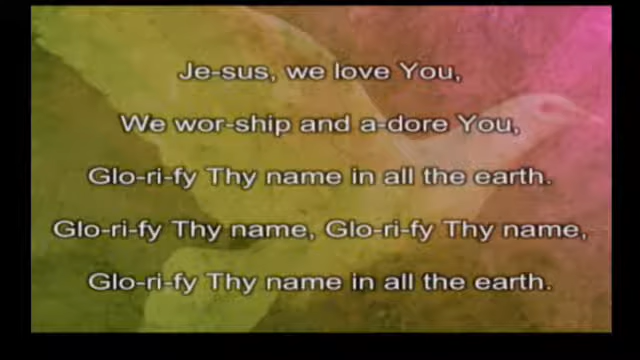 Je-sus, we love You,
We wor-ship and a-dore You,
Glo-ri-fy Thy name in all the earth.
Glo-ri-fy Thy name, Glo-ri-fy Thy name,
Glo-ri-fy Thy name in all the earth.